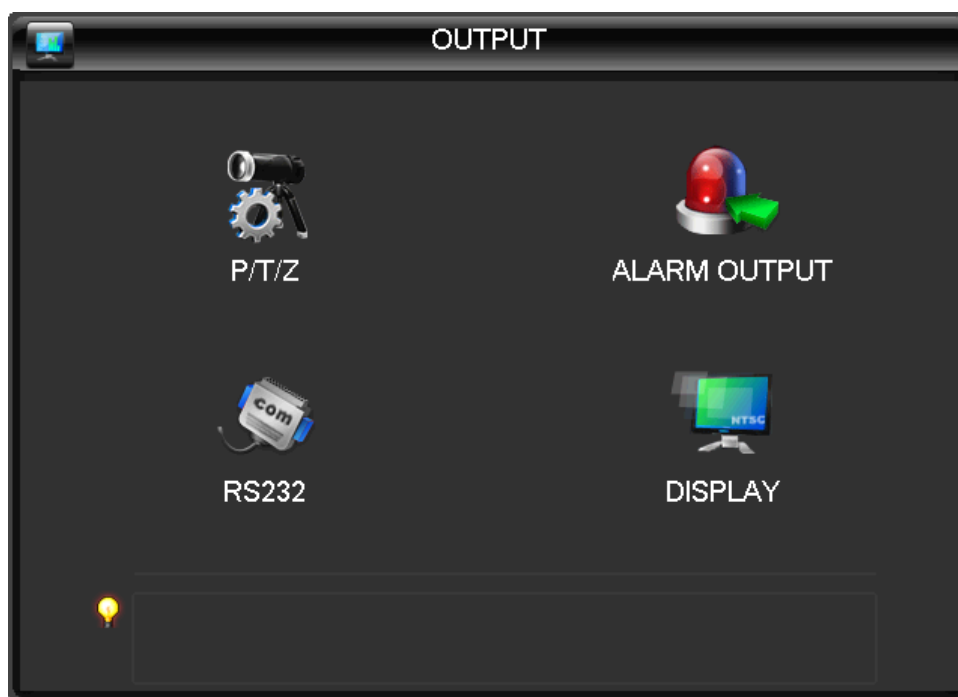 OUTPUT
P/T/Z
ALARM OUTPUT
com
NTSC
RS232
DISPLAY